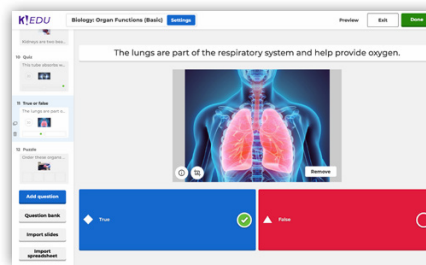 K!EDU
Biology: Organ Functions (Basic)
Settings
Preview
Exit
Done
Kidneys are two bea...
10 Quiz
This tube absorbs w...
11 True or false
The lungs are part o...
12 Puzzle
Order these organs...
Add question
Question bank
Import slides
Import
spreadsheet
The lungs are part of the respiratory system and help provide oxygen.
Remove
True
False